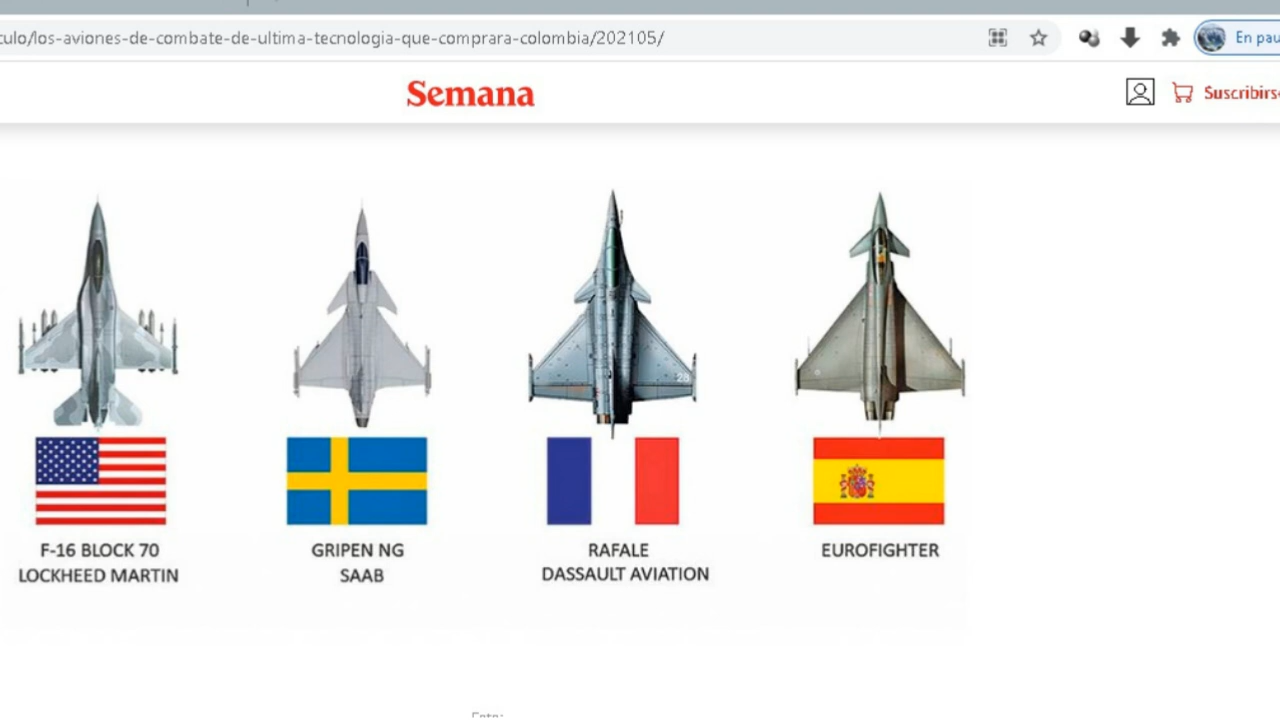 culo/los-aviones-de-combate-de-ultima-tecnologia-que-comprara-colombia/202105/
En pau
Semana
Suscribirs
F-16 BLOCK 70
LOCKHEED MARTIN
GRIPEN NG
SAAB
RAFALE
DASSAULT AVIATION
EUROFIGHTER